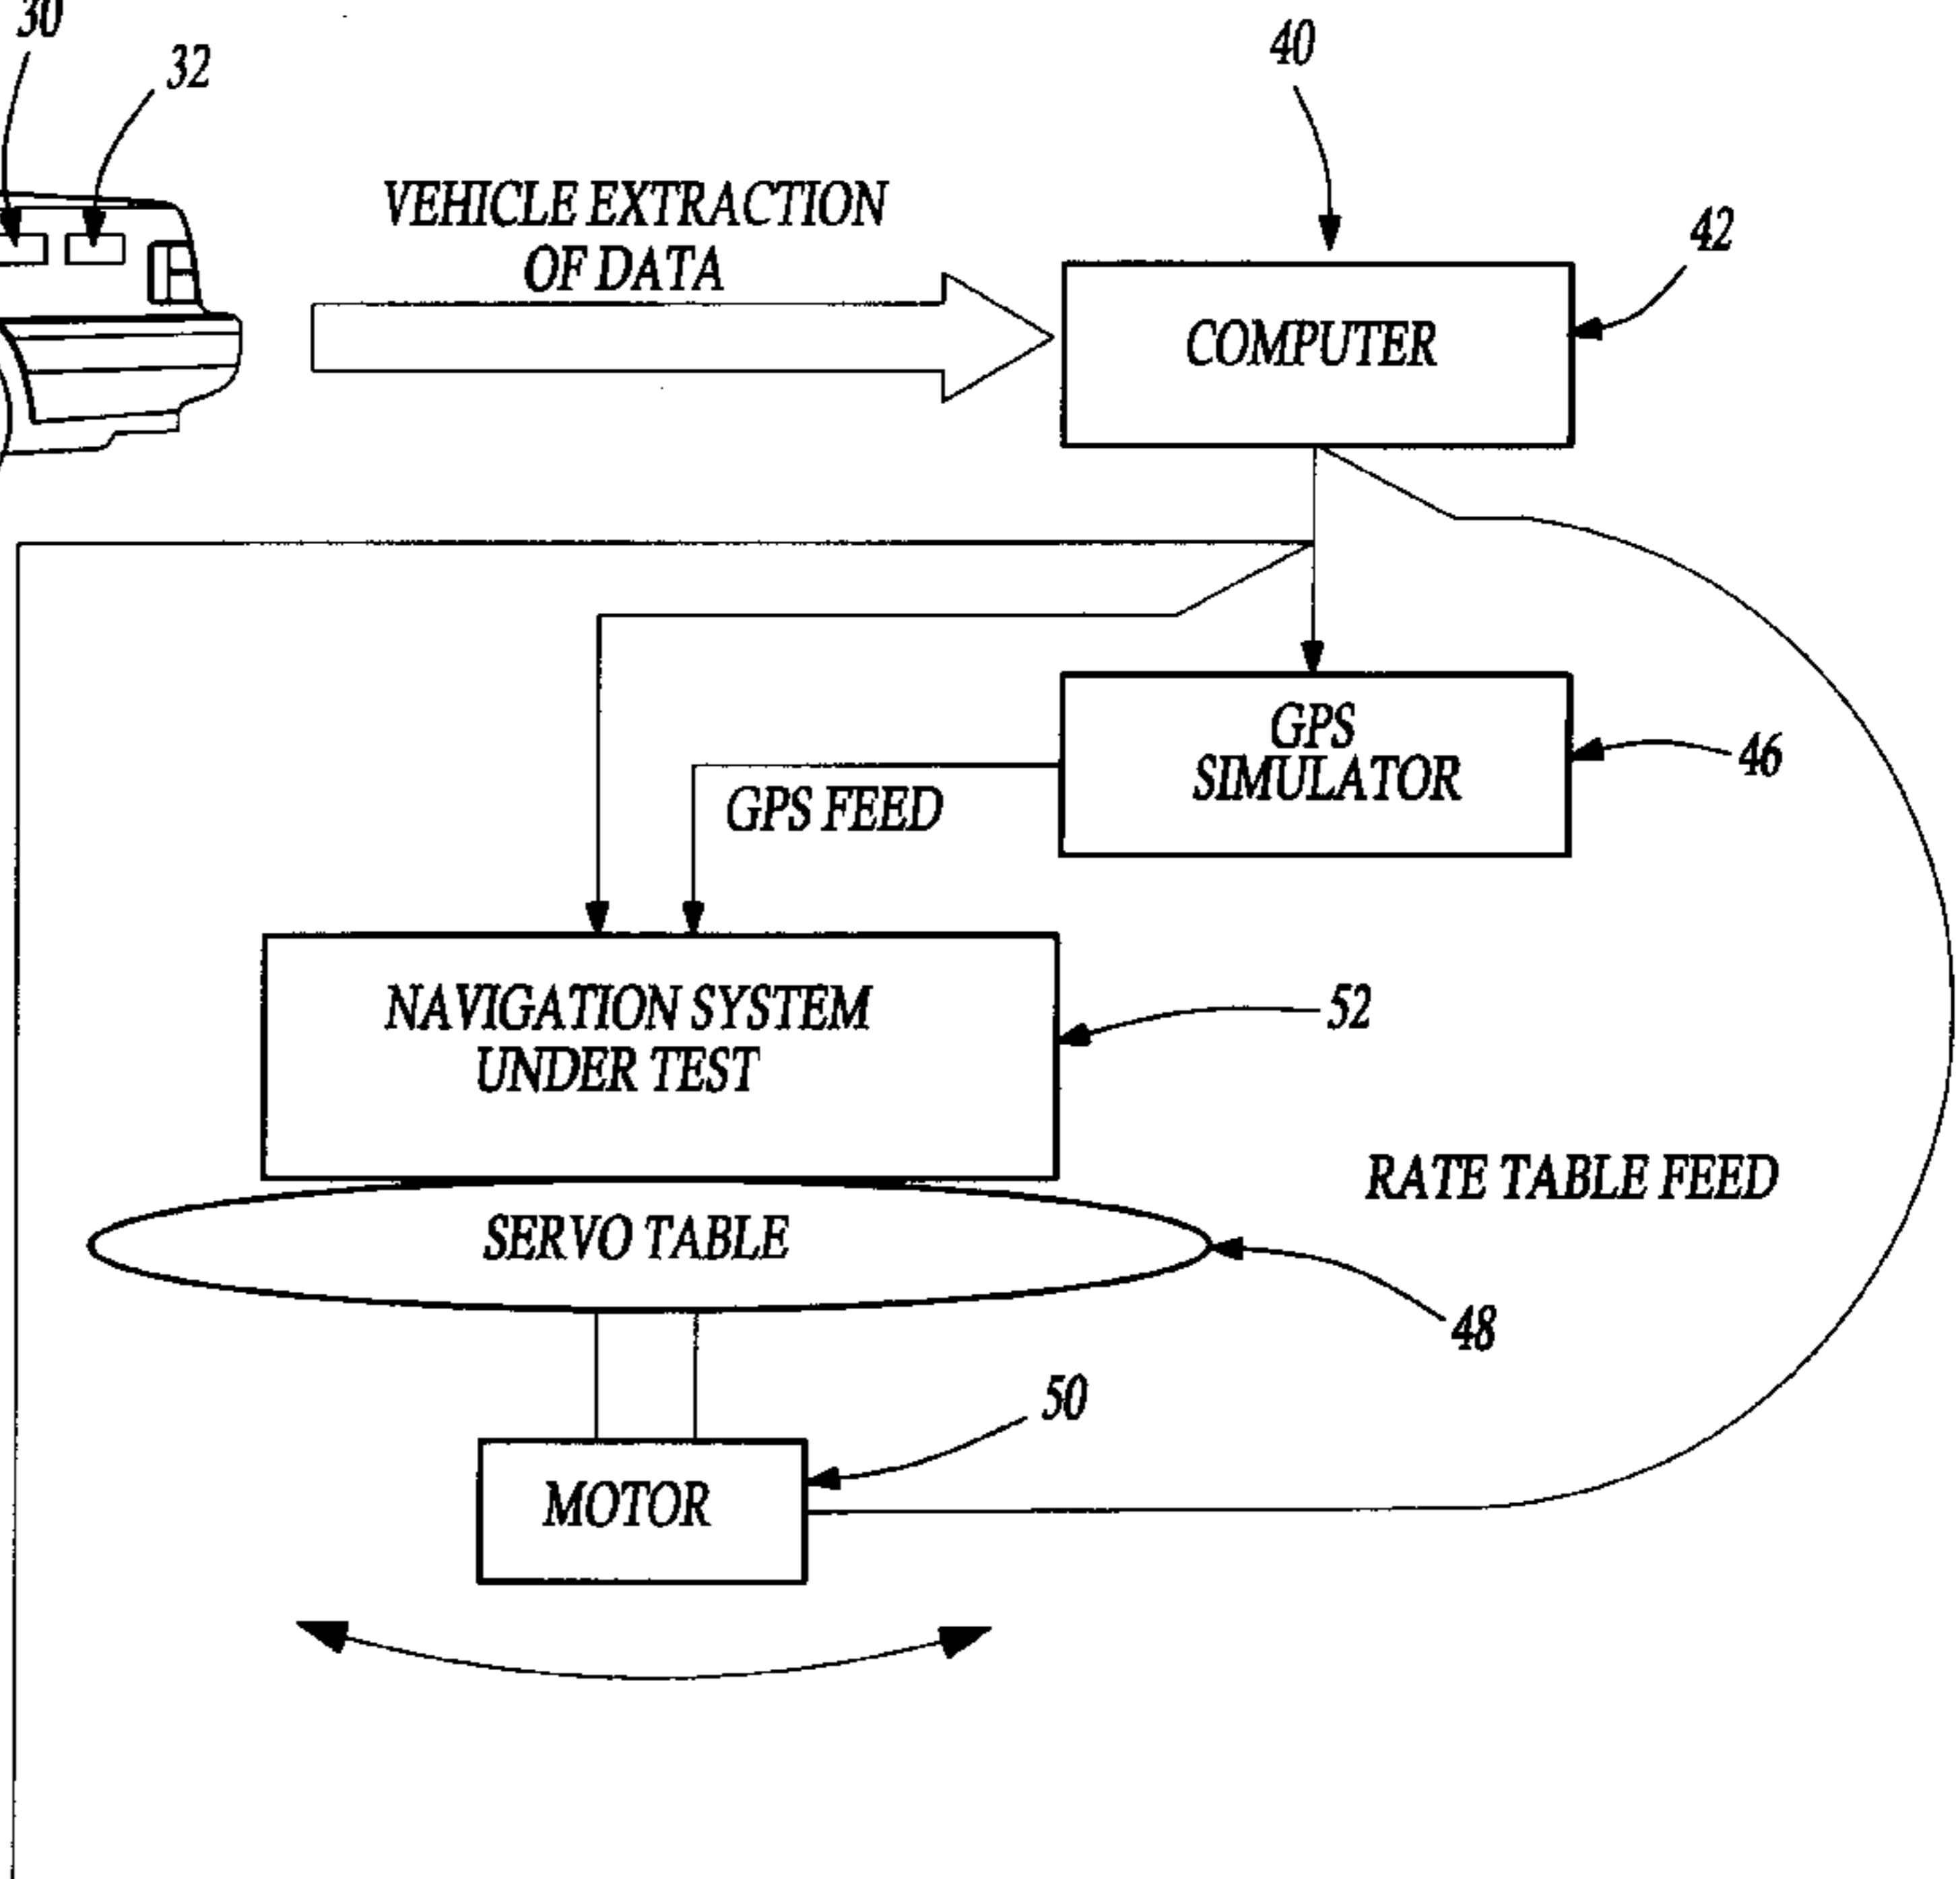 30
32
40
VEHICLE EXTRACTION
OF DATA
42
COMPUTER
GPS
SIMULATOR
46
GPS FEED
NAVIGATION SYSTEM
UNDER TEST
52
RATE TABLE FEED
SERVO TABLE
48
50
MOTOR